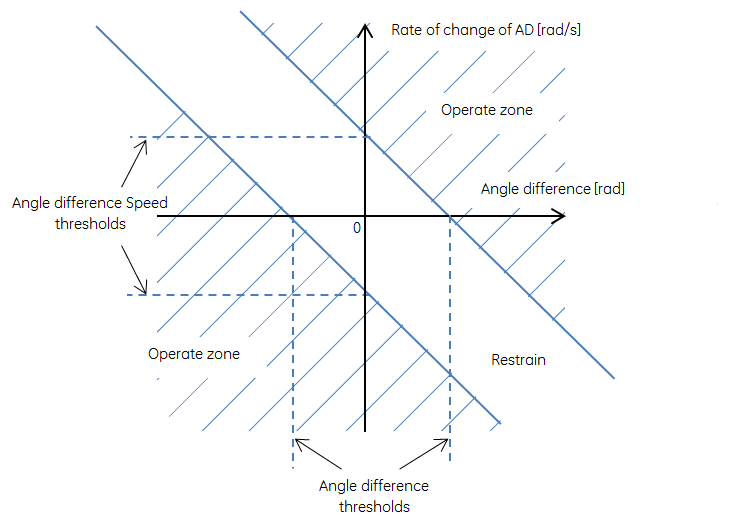 Rate of change of AD [rad/s]
Operate zone
Angle difference [rad]
Angle difference Speed
thresholds
0
Operate zone
Restrain
Angle difference
thresholds